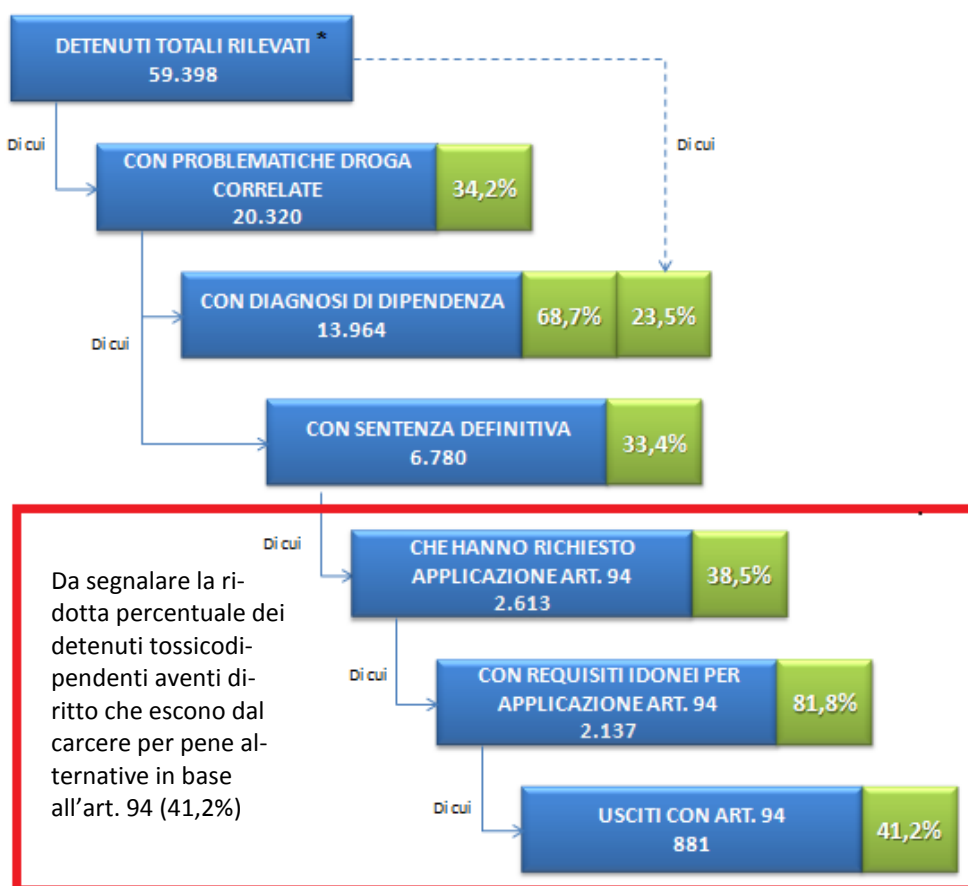 DETENUTI TOTALI RILEVATI *
59.398
Di cui
Di cui
CON PROBLEMATICHE DROGA
CORRELATE
20.320
34,2%
CON DIAGNOSI DI DIPENDENZA
13.964
68,7%
23,5%
Di cui
CON SENTENZA DEFINITIVA
6.780
33,4%
Di cui
CHE HANNO RICHIESTO
APPLICAZIONE ART. 94
2.613
38,5%
Da segnalare la ri-
dotta percentuale dei
detenuti tossicodi-
pendenti aventi di-
ritto che escono dal
carcere per pene al-
ternative in base
all'art. 94 (41,2%)
Di cui
CON REQUISITI IDONEI PER
APPLICAZIONE ART. 94
2.137
81,8%
Di cui
USCITI CON ART. 94
881
41,2%